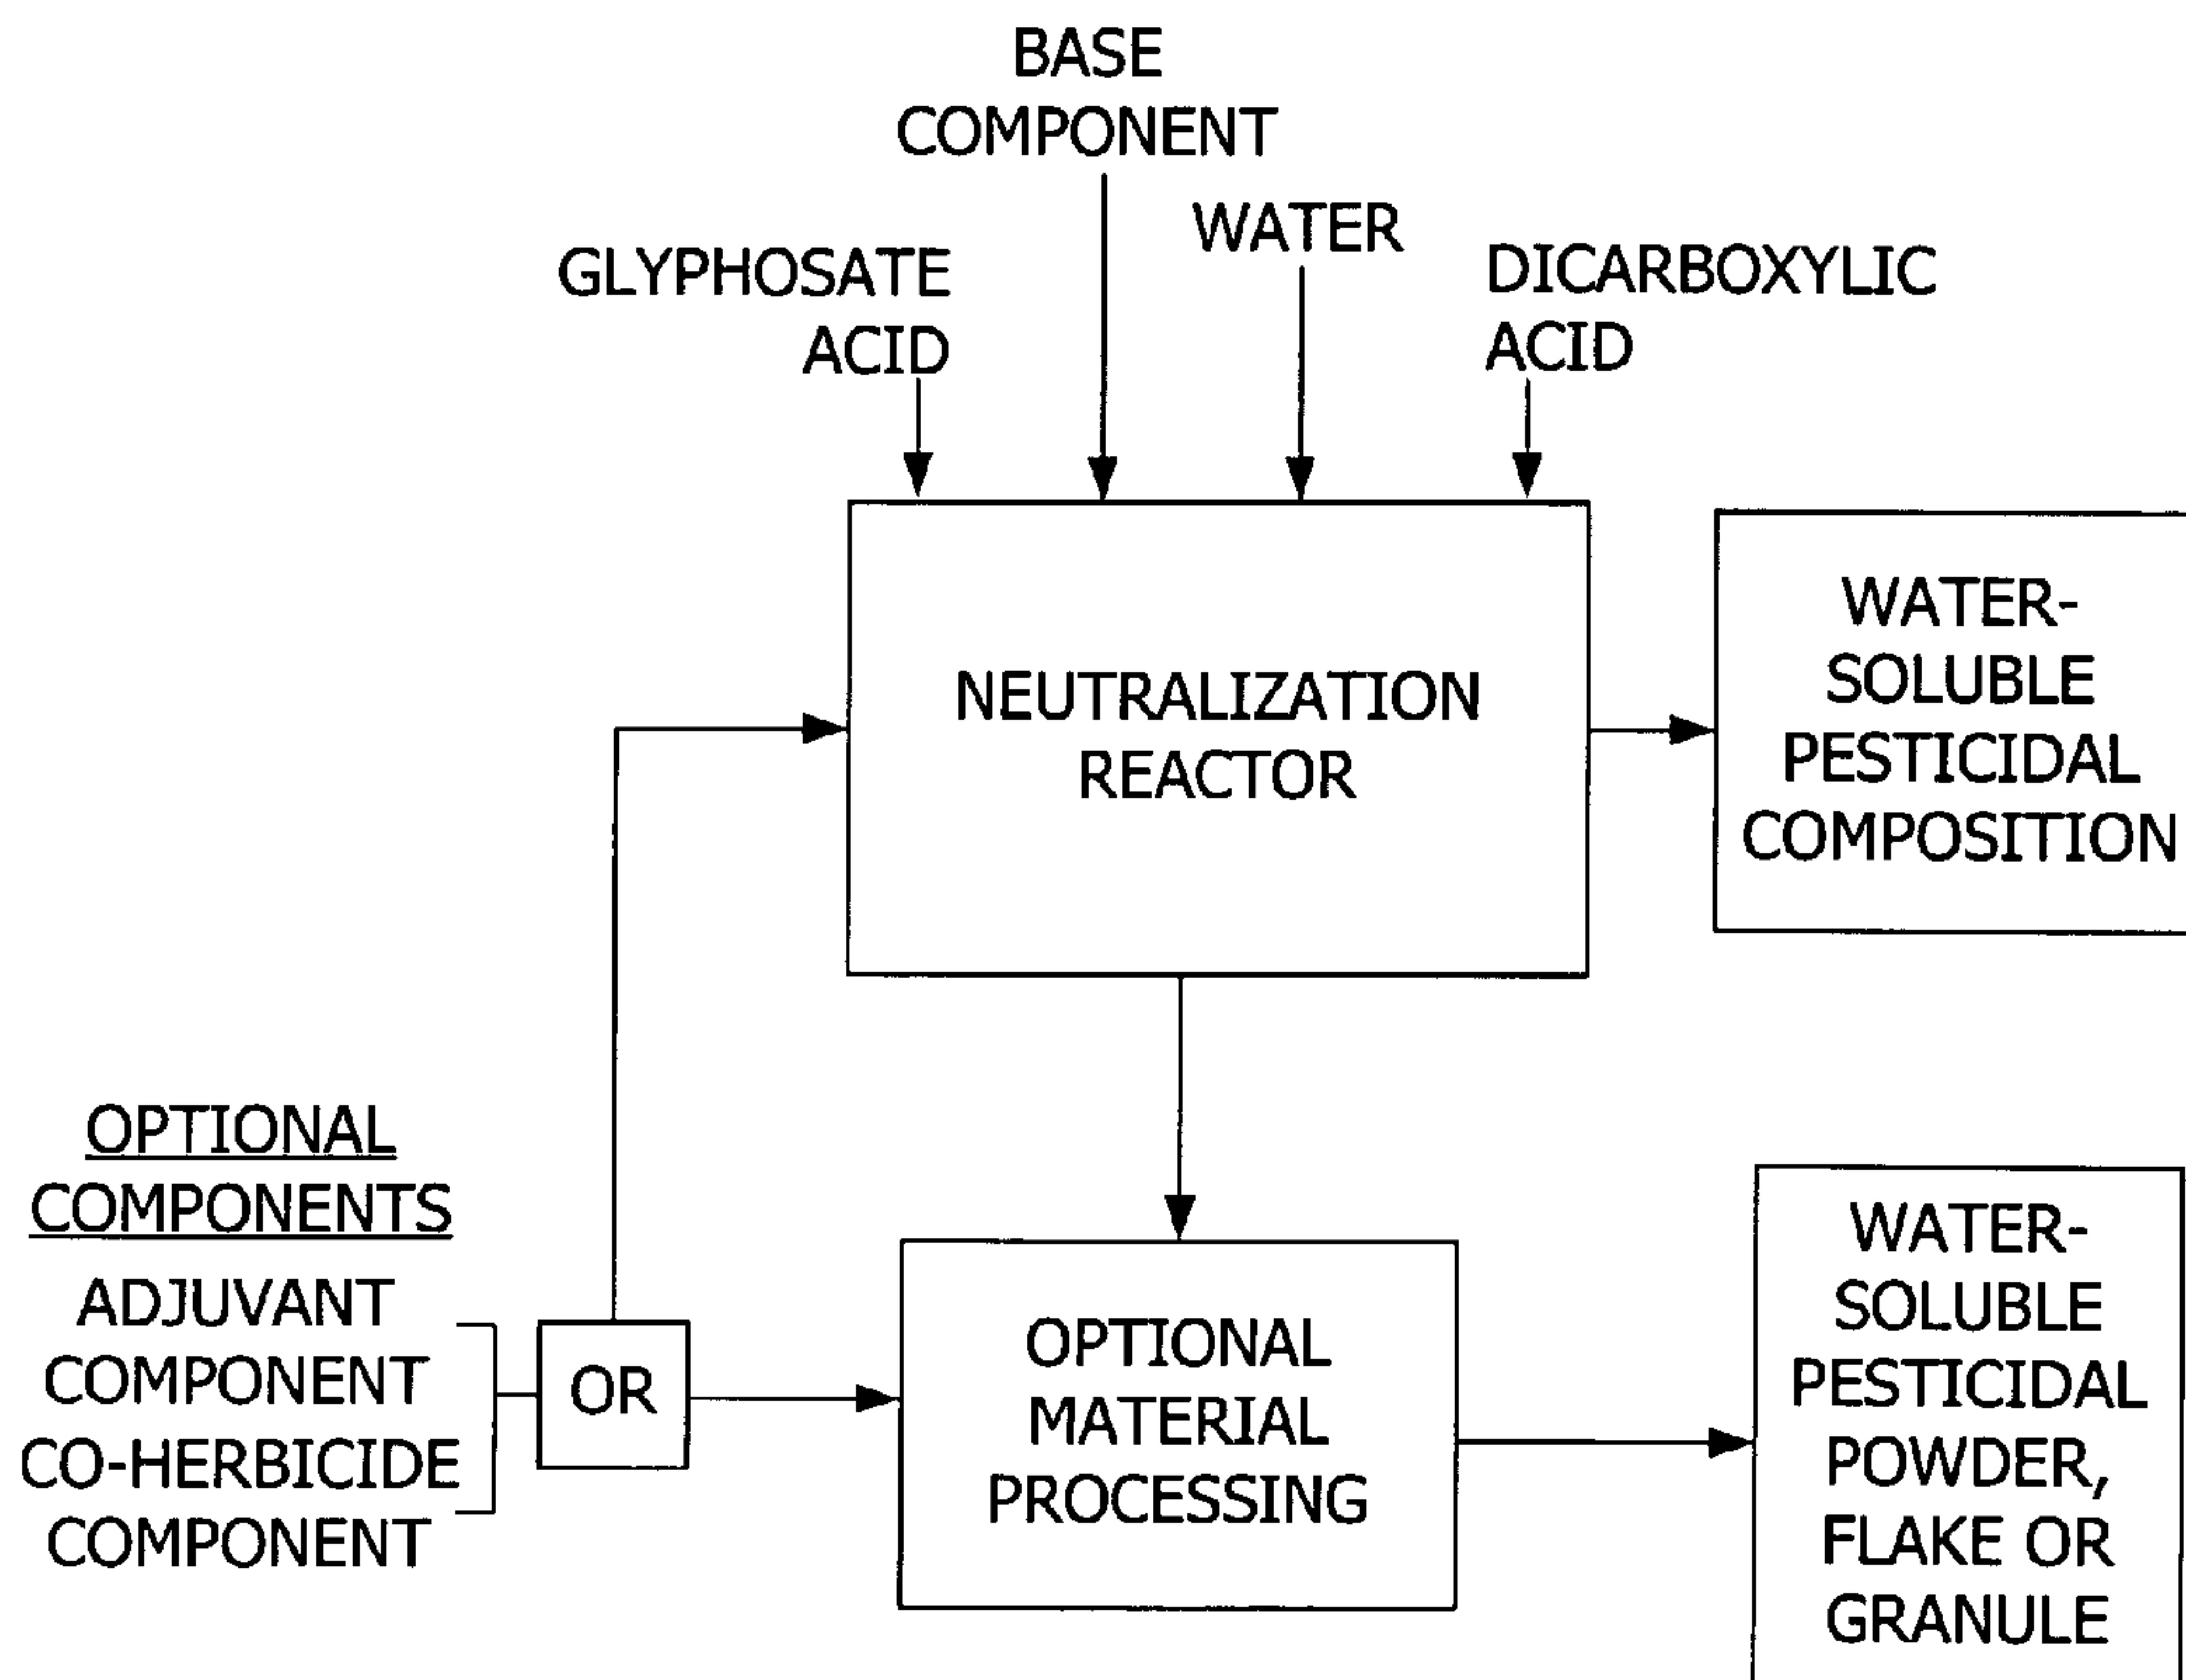 BASE
COMPONENT
WATER
GLYPHOSATE
ACID
DICARBOXYLIC
ACID
NEUTRALIZATION
REACTOR
WATER-
SOLUBLE
PESTICIDAL
COMPOSITION
OPTIONAL
COMPONENTS
ADJUVANT
COMPONENT
CO-HERBICIDE
COMPONENT
OR
OPTIONAL
MATERIAL
PROCESSING
WATER-
SOLUBLE
PESTICIDAL
POWDER,
FLAKE OR
GRANULE